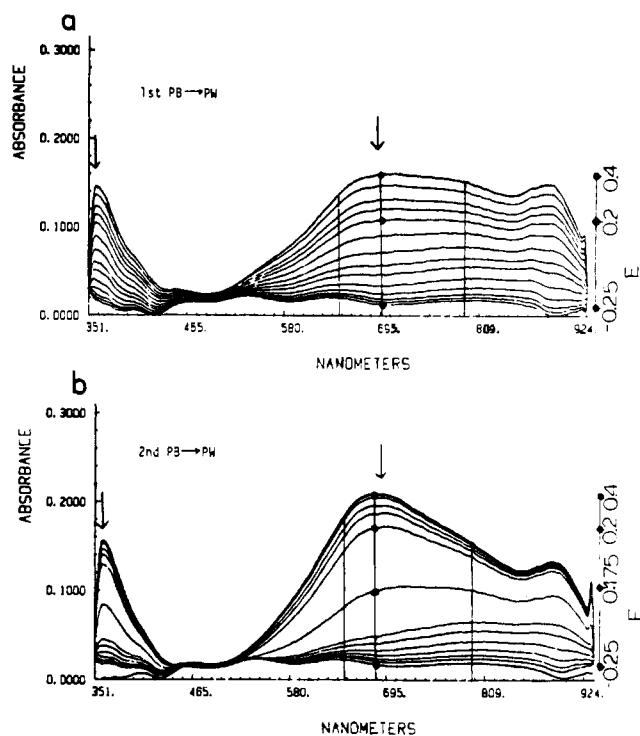 a
ABSORBANCE
0.3000
0.2000
0.1000
0.0000
1st PB→PW
351. 465. 580. 695. 809. 924.
NANOMETERS
0.4
0.2
-0.25
E
b
ABSORBANCE
0.3000
0.2000
0.1000
0.0000
2nd PB→PW
351. 465. 580. 695. 809. 924.
NANOMETERS
0.4
0.2
0.175
-0.25
E